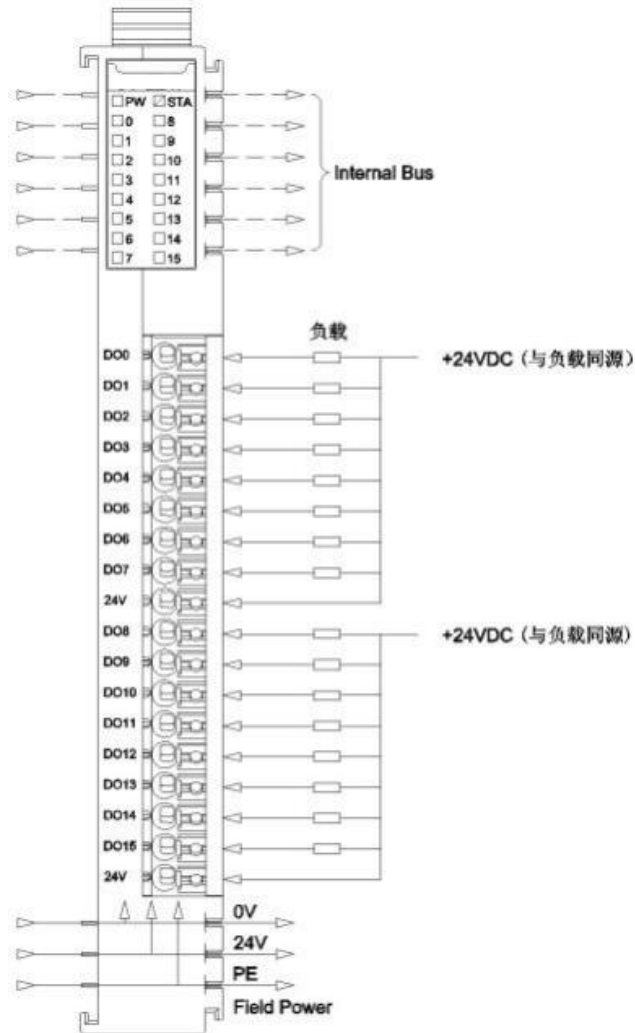 PW STA
0 8
1 9
2 10
3 11
4 12
5 13
6 14
7 15
Internal Bus
负载
DO0
+24VDC（与负载同源）
DO1
DO2
DO3
DO4
DO5
DO6
DO7
24V
DO8
+24VDC（与负载同源）
DO9
DO10
DO11
DO12
DO13
DO14
DO15
24V
0V
24V
PE
Field Power